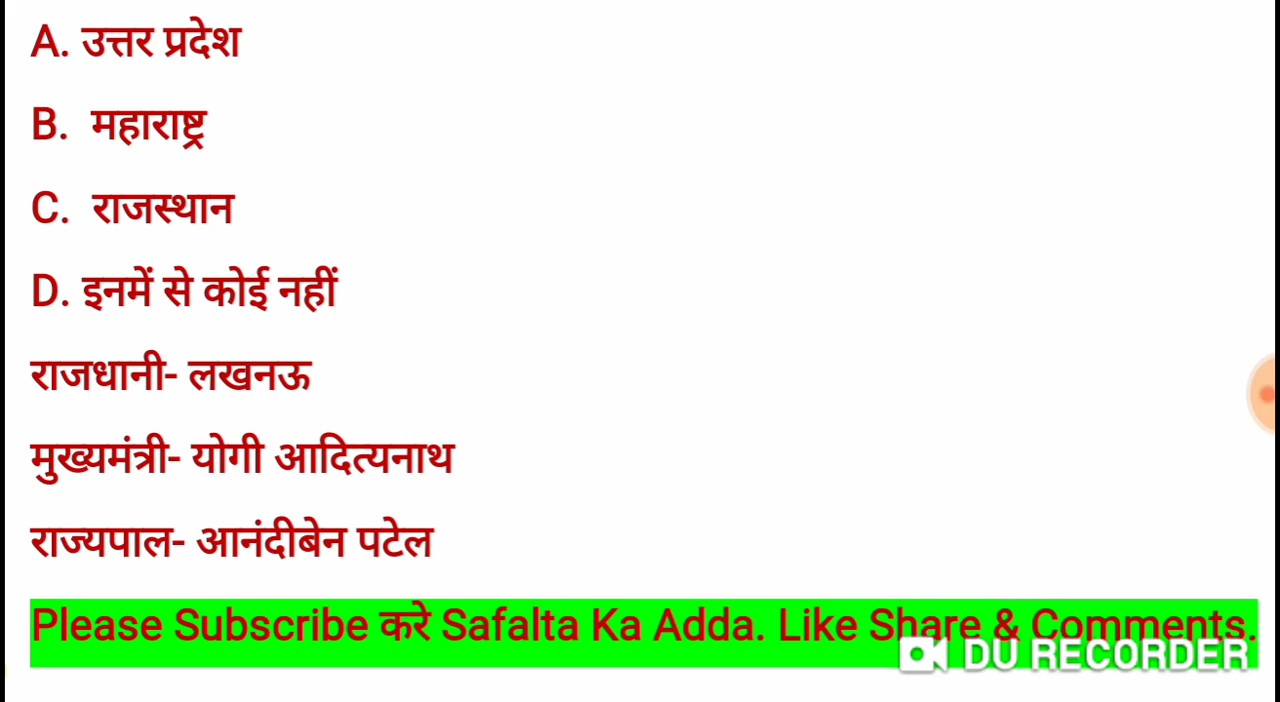 A. उत्तर प्रदेश
B. महाराष्ट्र
C. राजस्थान
D. इनमें से कोई नहीं
राजधानी- लखनऊ
मुख्यमंत्री- योगी आदित्यनाथ
राज्यपाल- आनंदीबेन पटेल
Please Subscribe करे Safalta Ka Adda. Like Share & Comments.
DU RECORDER